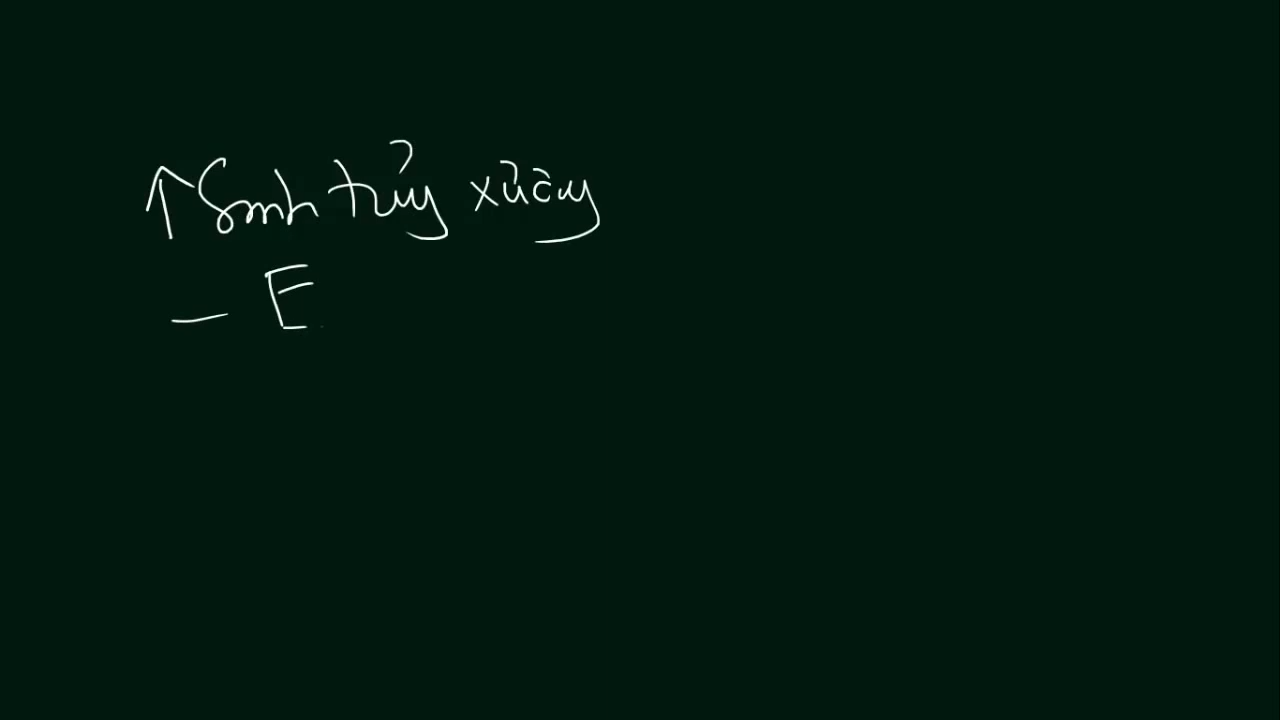 ↑ Sinh tủy xương
– E